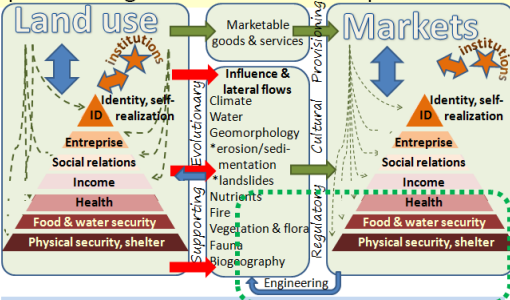 Land use
institutions
Identity, self-
ID realization
Entreprise
Social relations
Income
Health
Food & water security
Physical security, shelter
Marketable
goods & services
Supporting Evolutionary
Influence &
lateral flows
Climate
Water
Geomorphology
*erosion/sedi-
mentation
*landslides
Nutrients
Fire
Vegetation & flora
Fauna
Biogeography
Engineering
Regulatory Cultural Provisioning
Markets
institutions
Identity, self-
ID realization
Entreprise
Social relations
Income
Health
Food & water security
Physical security, shelter